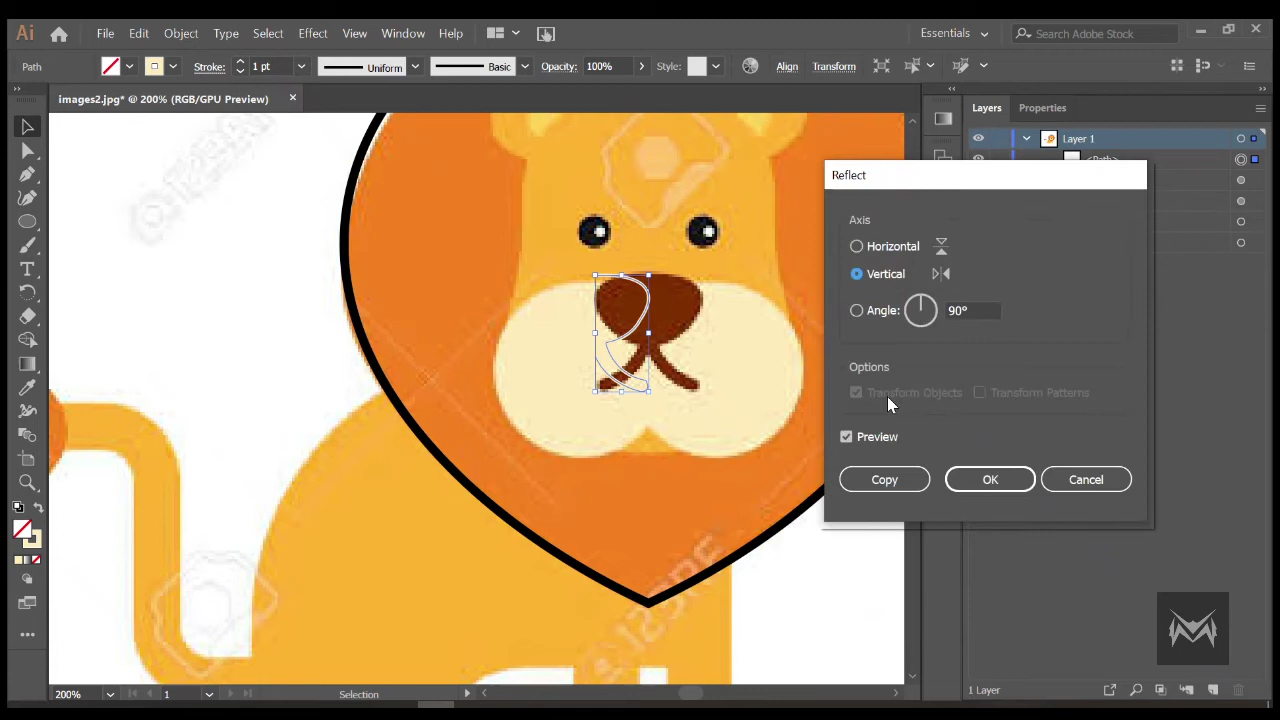 Ai File Edit Object Type Select Effect View Window Help Essentials Search Adobe Stock
Path Stroke: 1 pt Uniform Basic Opacity: 100% Style: Align Transform
images2.jpg* @ 200% (RGB/GPU Preview)
Layers Properties
Layer 1
<Path>
Reflect
Axis
Horizontal
Vertical
Angle: 90°
Options
Transform Objects Transform Patterns
Preview
Copy OK Cancel
123RF
200% 1 Selection 1 Layer